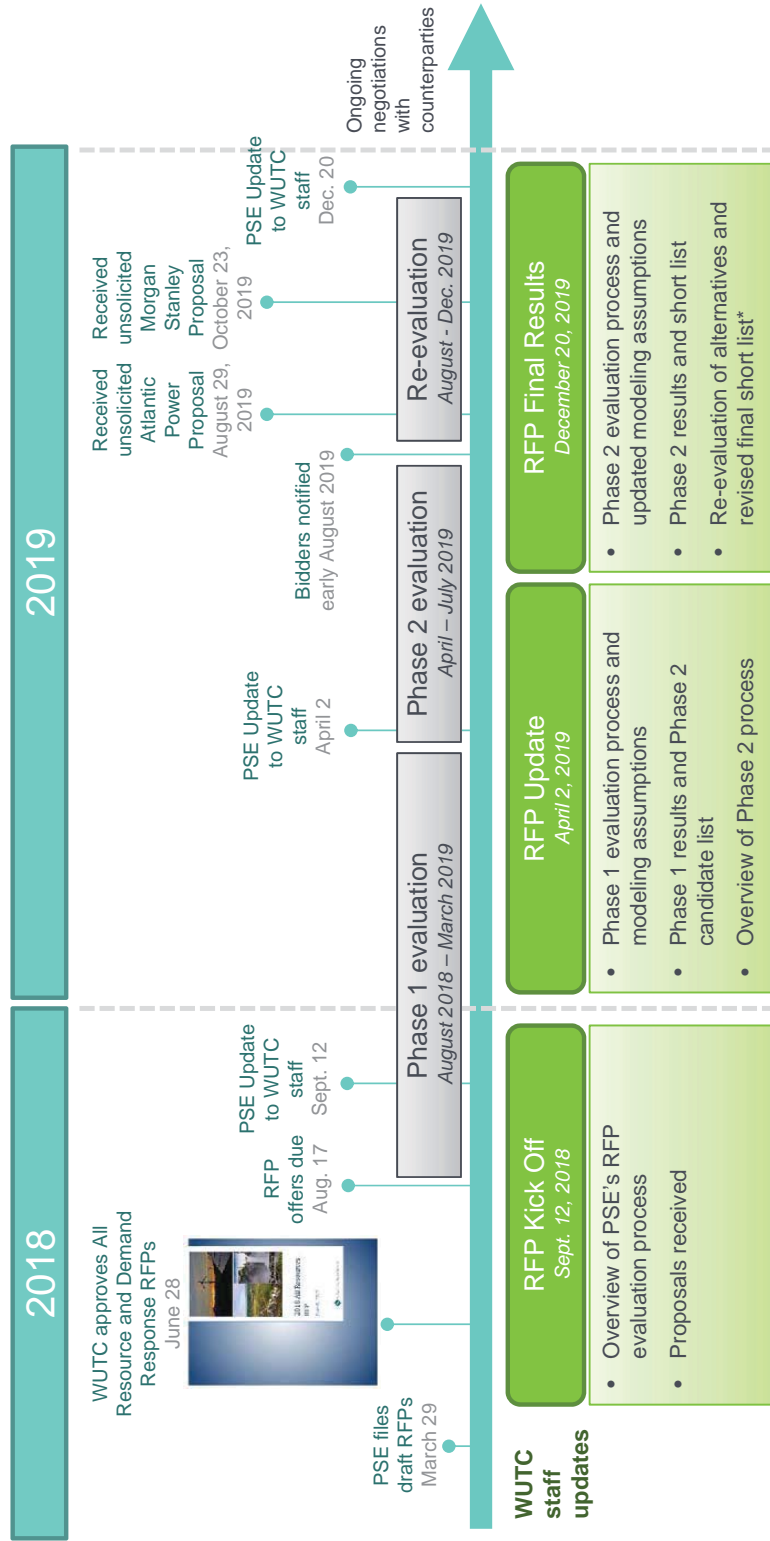 2018
2019
PSE files
draft RFPs
March 29
WUTC approves All
Resource and Demand
Response RFPs
June 28
2018 All Resources
RFP
RFP
offers due
Aug. 17
PSE Update
to WUTC
staff
Sept. 12
PSE Update
to WUTC
staff
April 2
Bidders notified
early August 2019
Received
unsolicited
Atlantic
Power
Proposal
August 29,
2019
Received
unsolicited
Morgan
Stanley
Proposal
October 23,
2019
PSE Update
to WUTC
staff
Dec. 20
Ongoing
negotiations
with
counterparties
Phase 1 evaluation
August 2018 – March 2019
Phase 2 evaluation
April – July 2019
Re-evaluation
August - Dec. 2019
WUTC
staff
updates
RFP Kick Off
Sept. 12, 2018
• Overview of PSE's RFP
evaluation process
• Proposals received
RFP Update
April 2, 2019
• Phase 1 evaluation process and
modeling assumptions
• Phase 1 results and Phase 2
candidate list
• Overview of Phase 2 process
RFP Final Results
December 20, 2019
• Phase 2 evaluation process and
updated modeling assumptions
• Phase 2 results and short list
• Re-evaluation of alternatives and
revised final short list*